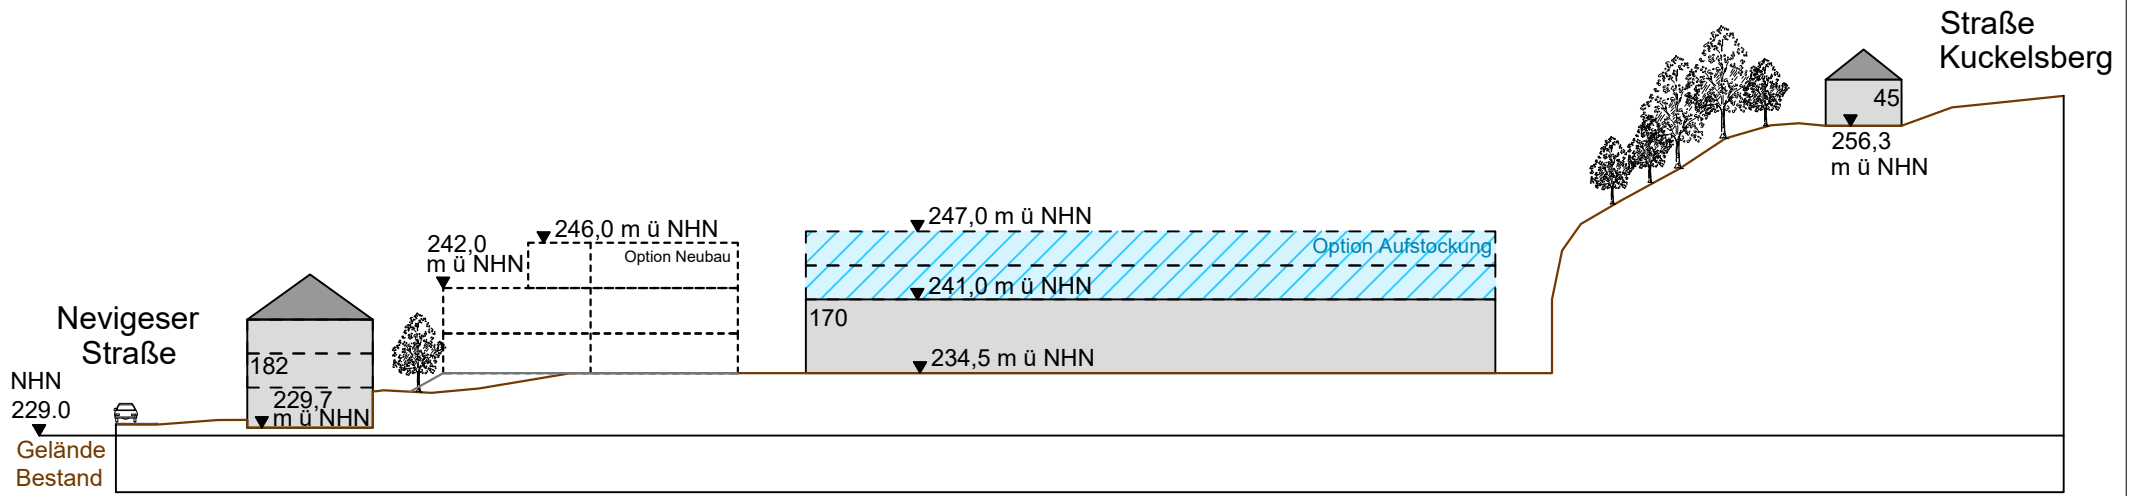 Straße
Kuckelsberg
45
256,3
m ü NHN
247,0 m ü NHN
Option Aufstockung
241,0 m ü NHN
170
234,5 m ü NHN
246,0 m ü NHN
242,0
m ü NHN
Option Neubau
Nevigeser
Straße
182
229,7
m ü NHN
NHN
229.0
Gelände
Bestand